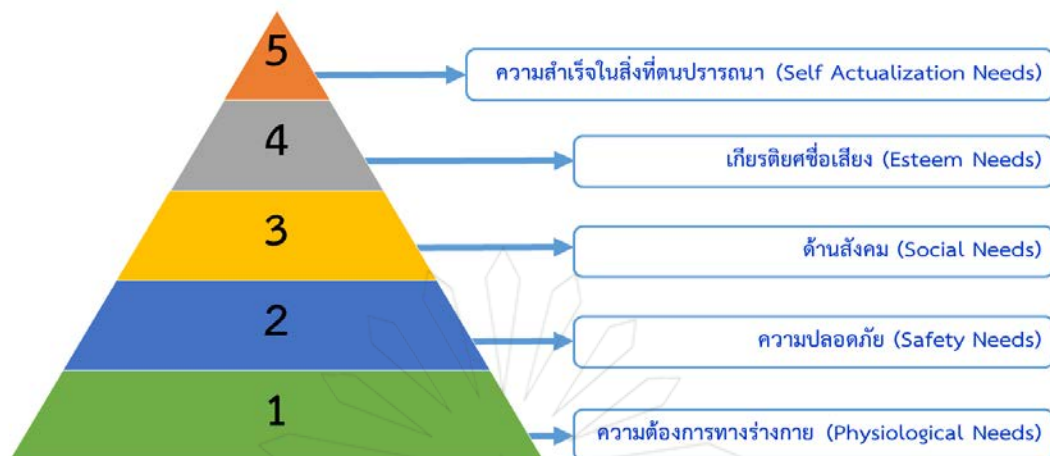 5
ความสำเร็จในสิ่งที่ตนปรารถนา (Self Actualization Needs)
4
เกียรติยศชื่อเสียง (Esteem Needs)
3
ด้านสังคม (Social Needs)
2
ความปลอดภัย (Safety Needs)
1
ความต้องการทางร่างกาย (Physiological Needs)